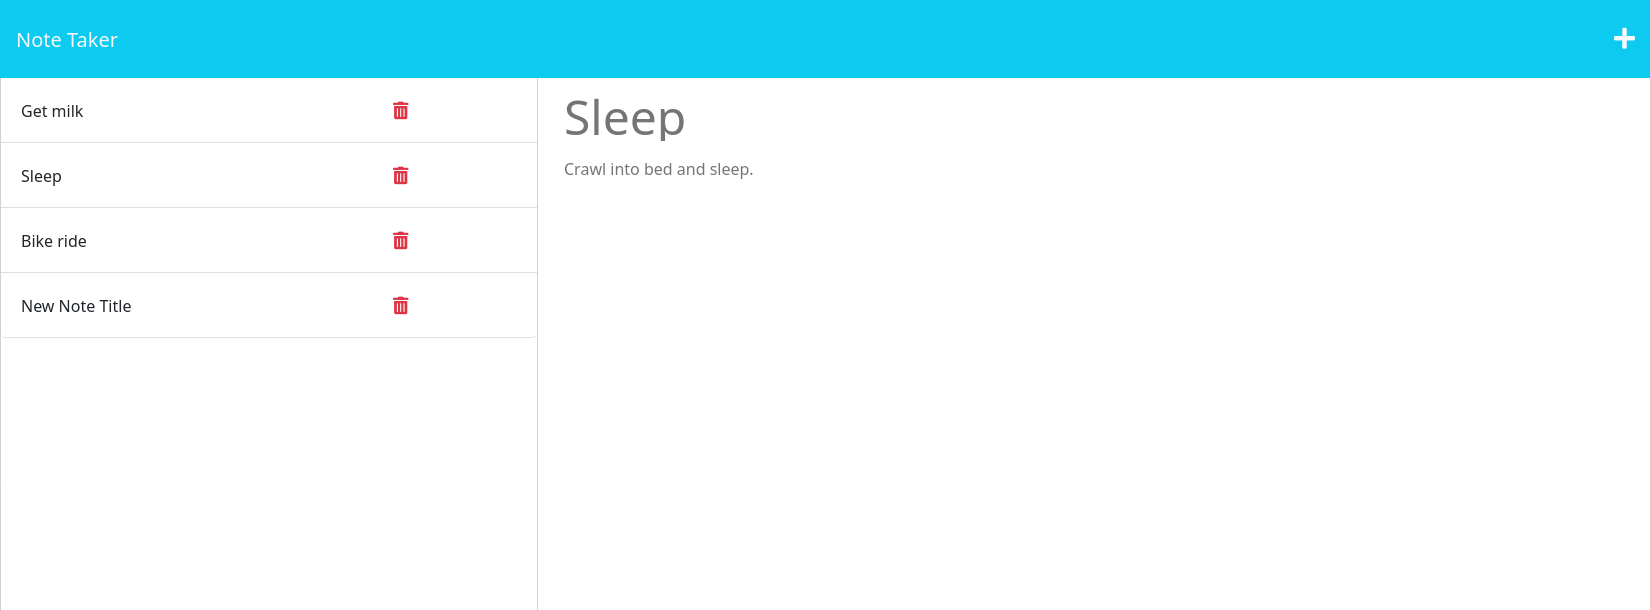 Note Taker
Get milk
Sleep
Bike ride
New Note Title
Sleep
Crawl into bed and sleep.